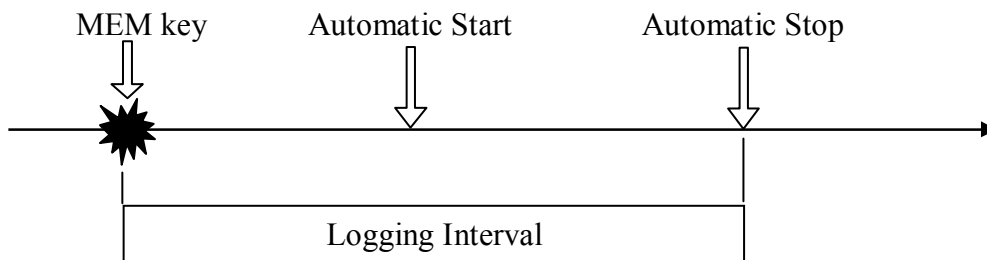 MEM key
Automatic Start
Automatic Stop
Logging Interval